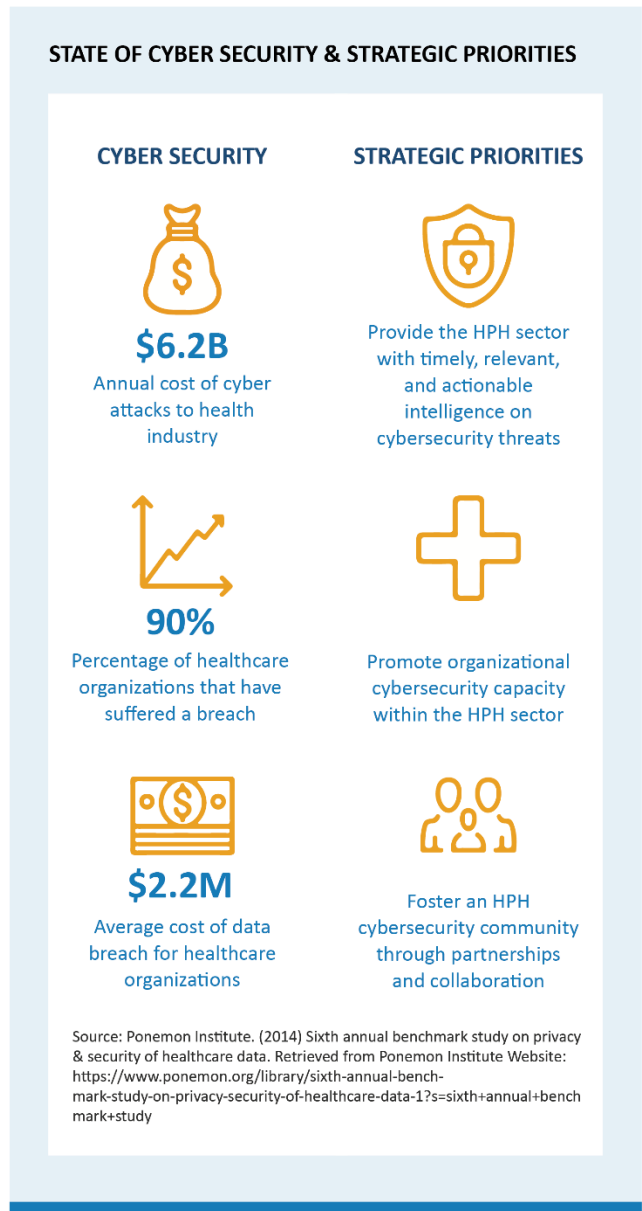 STATE OF CYBER SECURITY & STRATEGIC PRIORITIES
CYBER SECURITY
$
$6.2B
Annual cost of cyber
attacks to health
industry
90%
Percentage of healthcare
organizations that have
suffered a breach
$
$2.2M
Average cost of data
breach for healthcare
organizations
STRATEGIC PRIORITIES
Provide the HPH sector
with timely, relevant,
and actionable
intelligence on
cybersecurity threats
Promote organizational
cybersecurity capacity
within the HPH sector
Foster an HPH
cybersecurity community
through partnerships
and collaboration
Source: Ponemon Institute. (2014) Sixth annual benchmark study on privacy
& security of healthcare data. Retrieved from Ponemon Institute Website:
https://www.ponemon.org/library/sixth-annual-bench-
mark-study-on-privacy-security-of-healthcare-data-1?s=sixth+annual+bench
mark+study